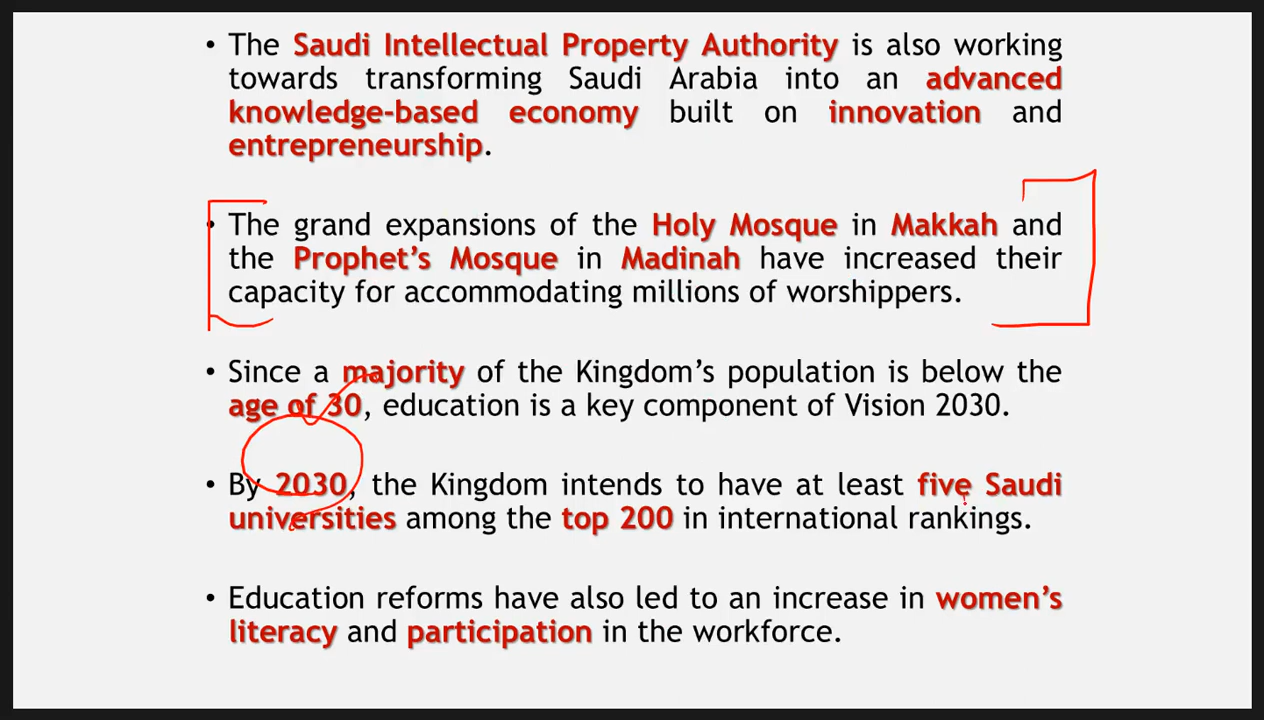 • The Saudi Intellectual Property Authority is also working
towards transforming Saudi Arabia into an advanced
knowledge-based economy built on innovation and
entrepreneurship.
• The grand expansions of the Holy Mosque in Makkah and
the Prophet’s Mosque in Madinah have increased their
capacity for accommodating millions of worshippers.
• Since a majority of the Kingdom’s population is below the
age of 30, education is a key component of Vision 2030.
• By 2030, the Kingdom intends to have at least five Saudi
universities among the top 200 in international rankings.
• Education reforms have also led to an increase in women’s
literacy and participation in the workforce.